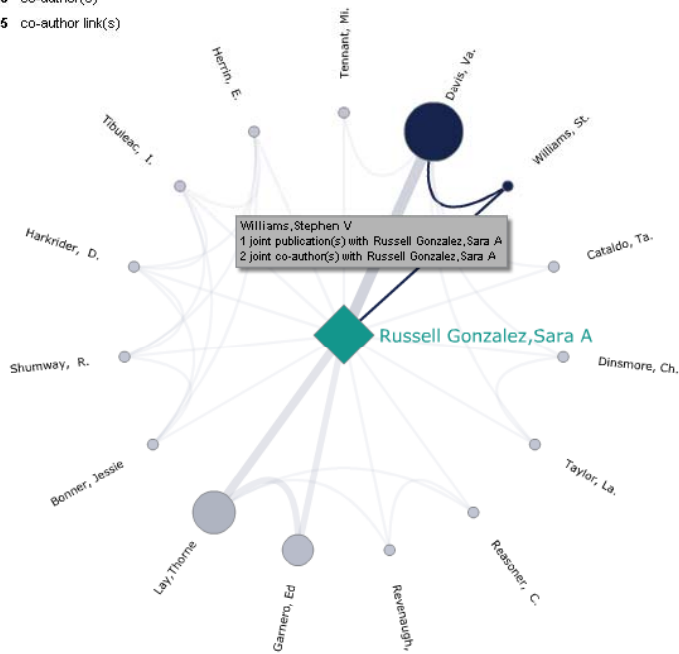 co-author(s)
5 co-author link(s)
Tennant, Mi.
Davis, Va.
Herrin, E.
Williams, St.
Tibuleac, I.
Williams,Stephen V
1 joint publication(s) with Russell Gonzalez,Sara A
2 joint co-author(s) with Russell Gonzalez,Sara A
Harkrider, D.
Cataldo, Ta.
Russell Gonzalez,Sara A
Shumway, R.
Dinsmore, Ch.
Bonner, Jessie
Taylor, La.
Lay,Thorne
Reasoner, C.
Garnero, Ed
Revenaugh,